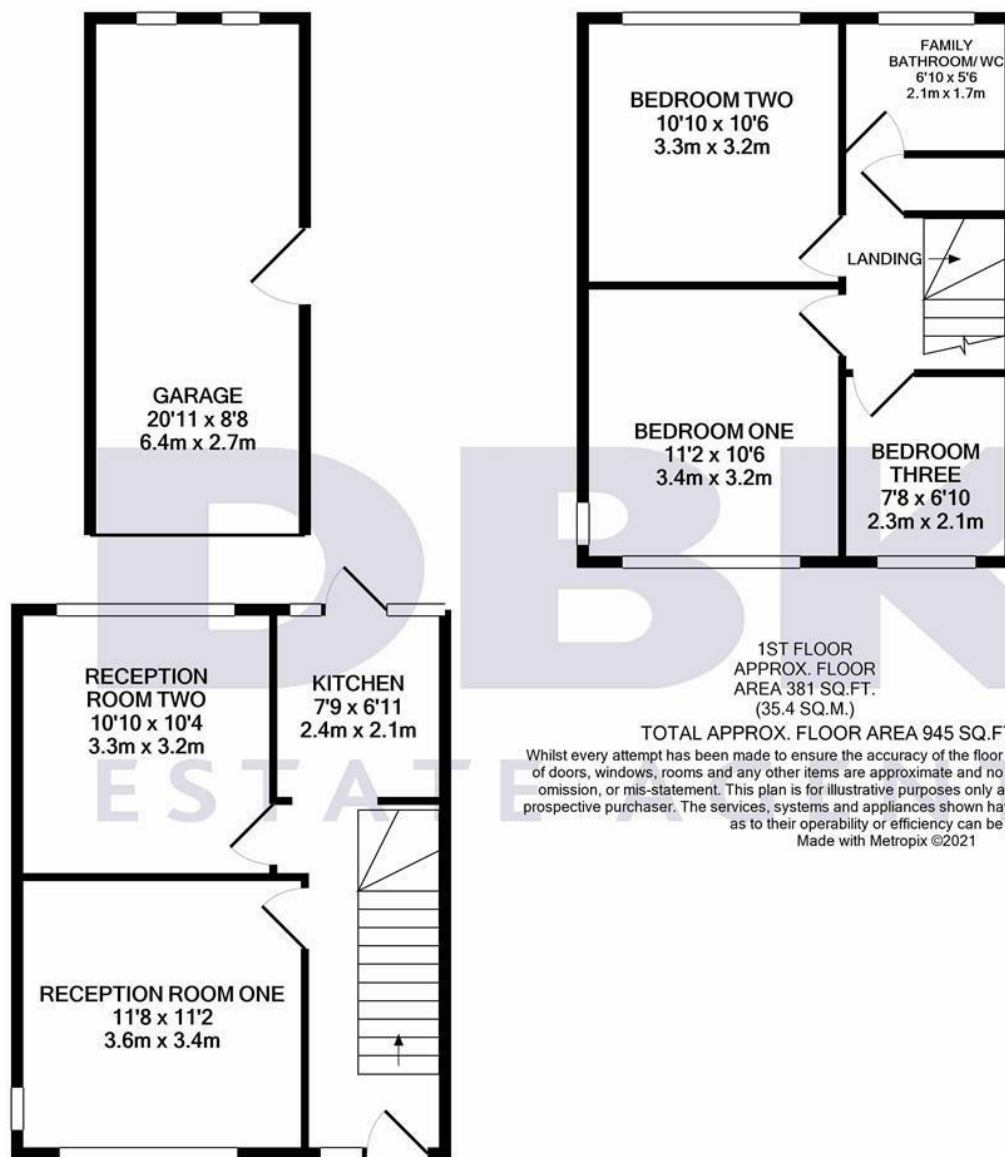 GARAGE
20'11 x 8'8
6.4m x 2.7m
RECEPTION
ROOM TWO
10'10 x 10'4
3.3m x 3.2m
KITCHEN
7'9 x 6'11
2.4m x 2.1m
RECEPTION ROOM ONE
11'8 x 11'2
3.6m x 3.4m
BEDROOM TWO
10'10 x 10'6
3.3m x 3.2m
FAMILY
BATHROOM/WC
6'10 x 5'6
2.1m x 1.7m
LANDING
BEDROOM ONE
11'2 x 10'6
3.4m x 3.2m
BEDROOM
THREE
7'8 x 6'10
2.3m x 2.1m
1ST FLOOR
APPROX. FLOOR
AREA 381 SQ.FT.
(35.4 SQ.M.)
TOTAL APPROX. FLOOR AREA 945 SQ.FT
Whilst every attempt has been made to ensure the accuracy of the floor
of doors, windows, rooms and any other items are approximate and no
omission, or mis-statement. This plan is for illustrative purposes only a
prospective purchaser. The services, systems and appliances shown ha
as to their operability or efficiency can be
Made with Metropix ©2021
DBK
ESTATE AGEN